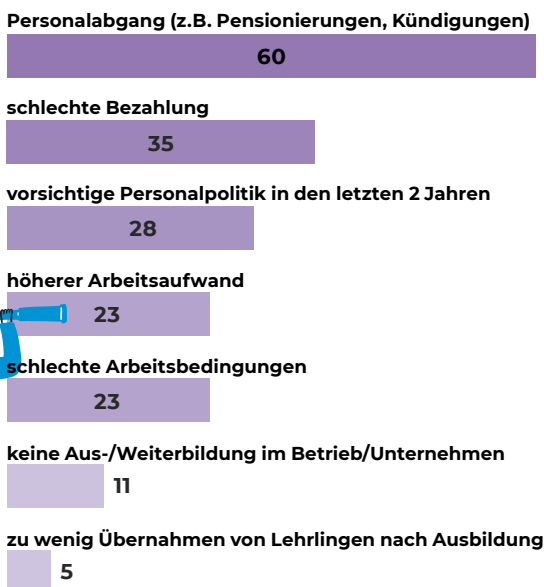 Personalabgang (z.B. Pensionierungen, Kündigungen)
60
schlechte Bezahlung
35
vorsichtige Personalpolitik in den letzten 2 Jahren
28
höherer Arbeitsaufwand
23
schlechte Arbeitsbedingungen
23
keine Aus-/Weiterbildung im Betrieb/Unternehmen
11
zu wenig Übernahmen von Lehrlingen nach Ausbildung
5